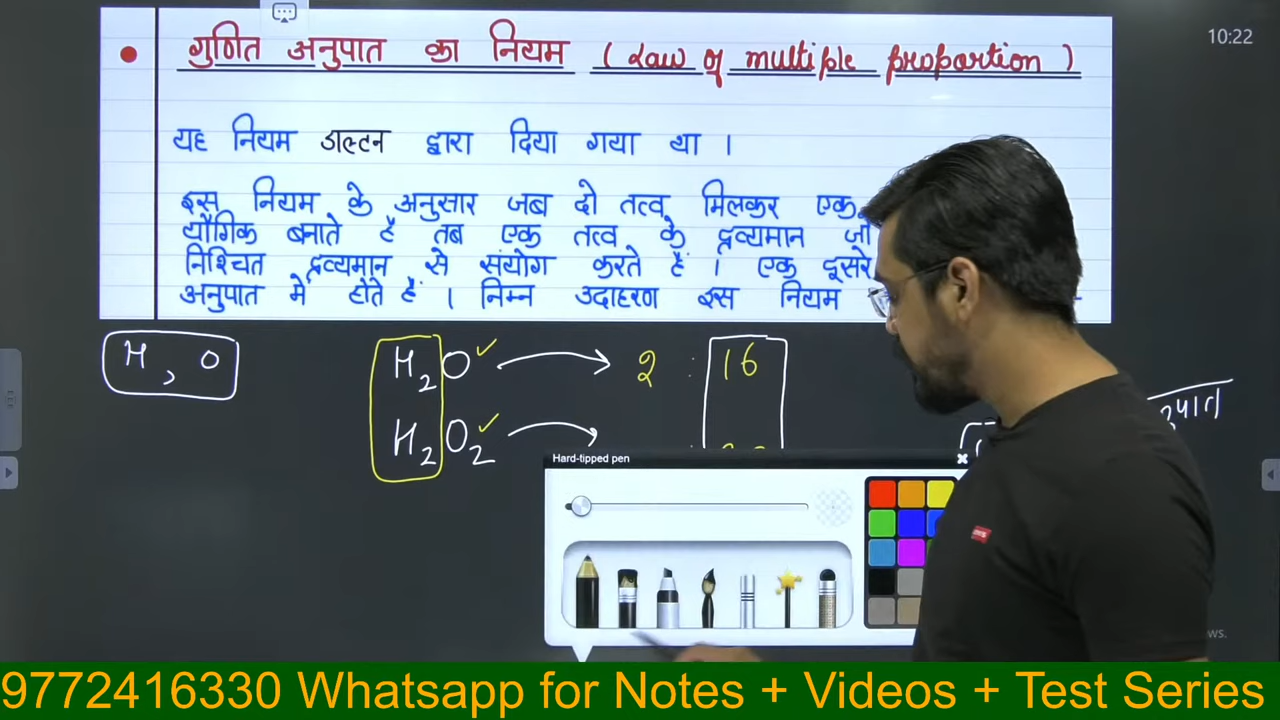 10:22
गुणित अनुपात का नियम ( Law of multiple proportion )
यह नियम डाल्टन द्वारा दिया गया था ।
इस नियम के अनुसार जब दो तत्व मिलकर एक
यौगिक बनाते है तब एक तत्व के द्रव्यमान जो
निश्चित द्रव्यमान से संयोग करते है । एक दूसरे
अनुपात में होते है । निम्न उदाहरण इस नियम
H , O
H₂O ✓ → 2 : 16
H₂O₂ ✓ → :
Hard-tipped pen
9772416330 Whatsapp for Notes + Videos + Test Series